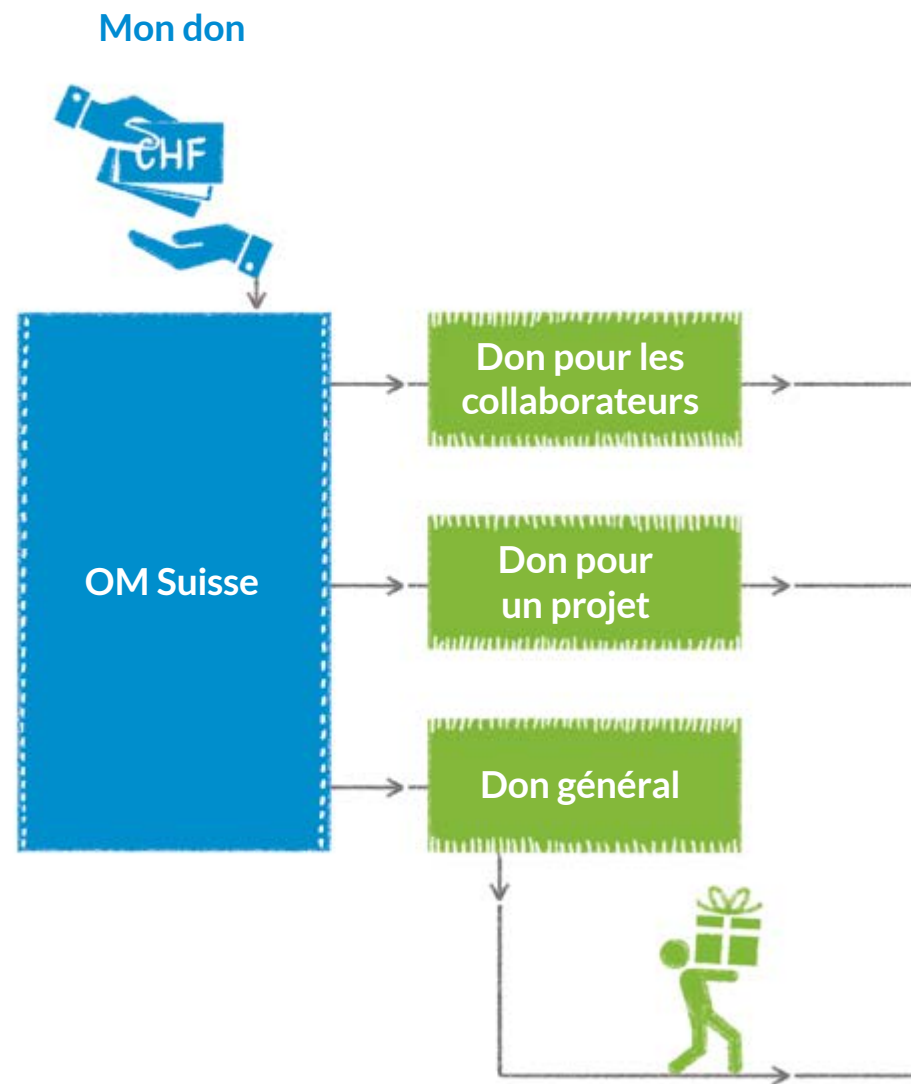 Mon don
CHF
Don pour les
collaborateurs
OM Suisse
Don pour
un projet
Don général